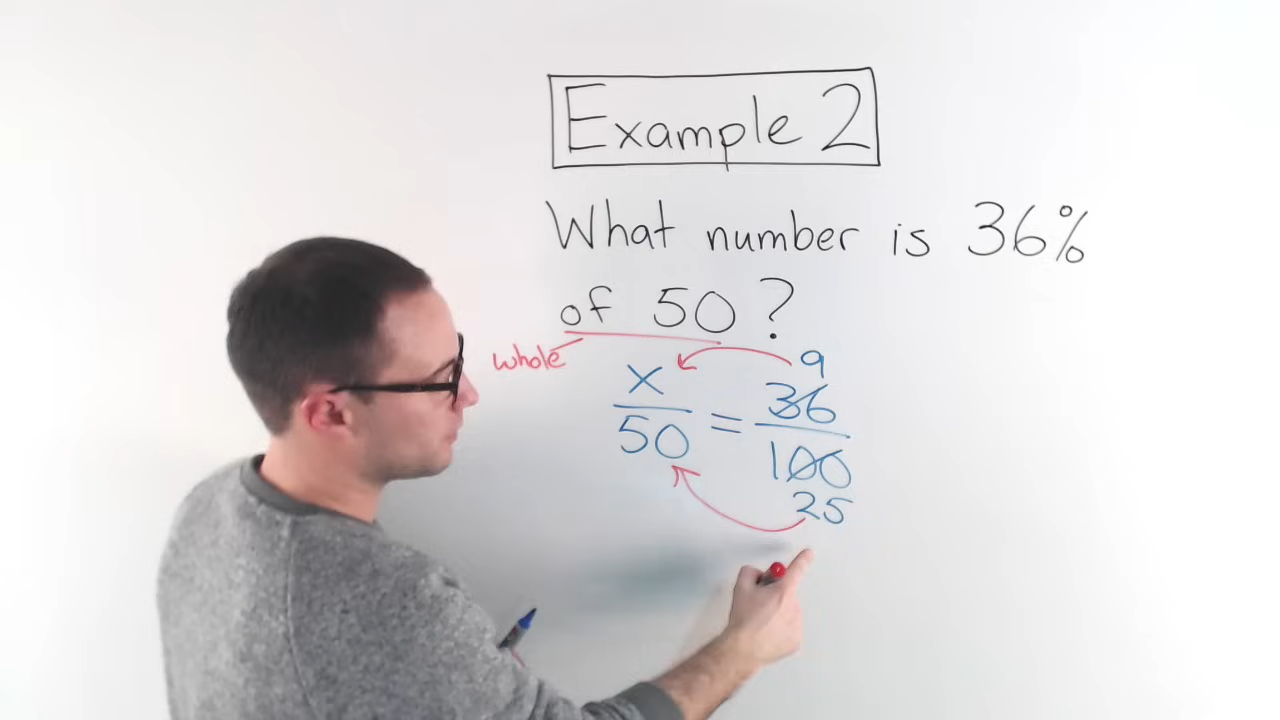 Example 2
What number is 36%
of 50?
whole
9
x/50 = 36/100
25